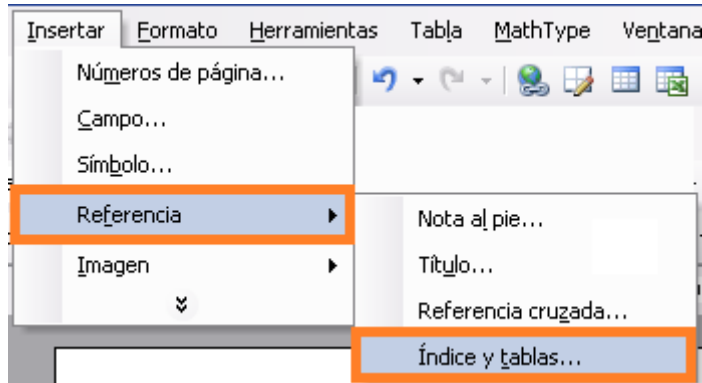 Insertar Formato Herramientas Tabla MathType Ventana
Números de página...
Campo...
Símbolo...
Referencia
Nota al pie...
Imagen
Título...
Referencia cruzada...
Índice y tablas...